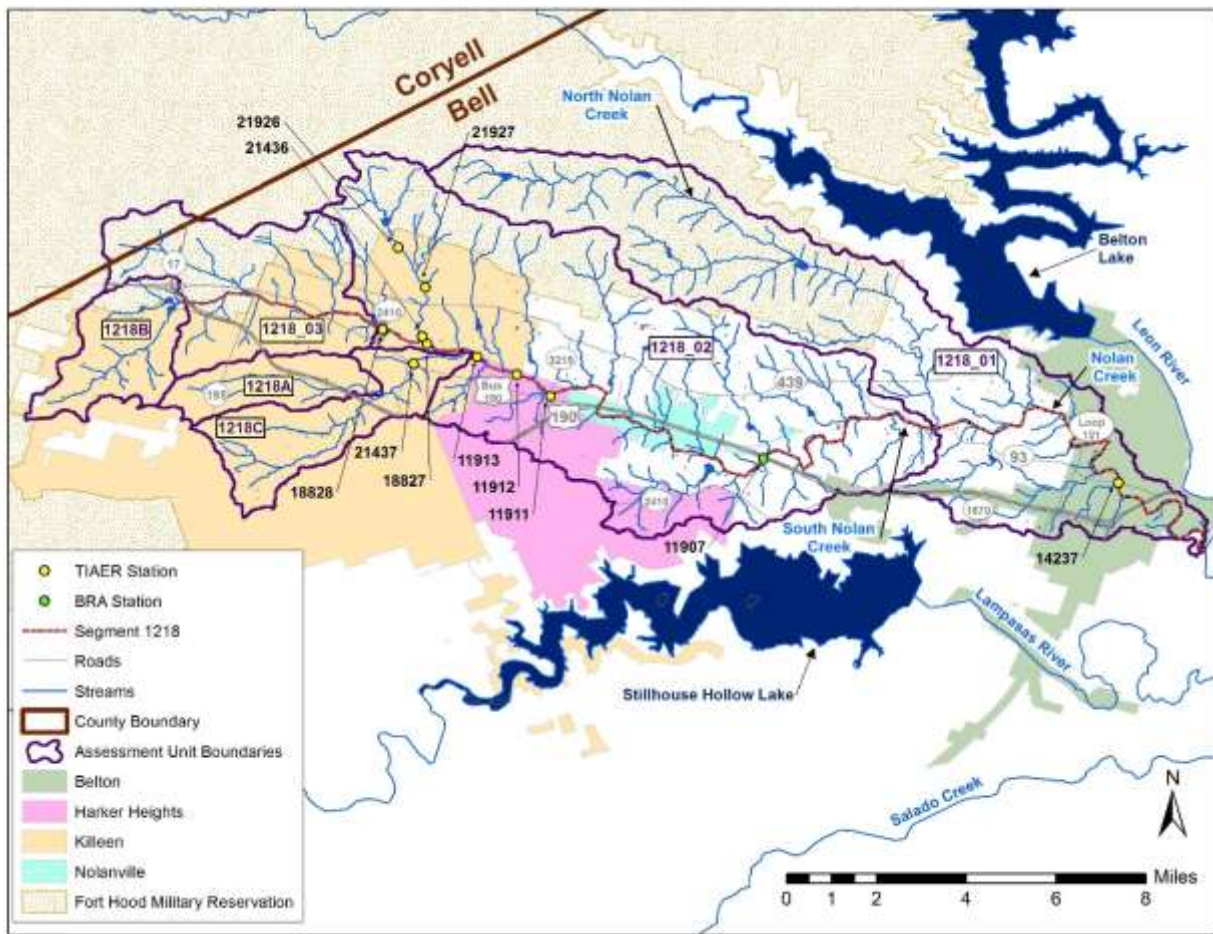 Coryell
Bell
North Nolan
Creek
21926
21436
21927
Belton
Lake
Leon River
17
2410
1218B
1218_03
1218_02
1218_01
3219
439
Nolan
Creek
1218A
Bus
190
190
Loop
121
93
1218C
21437
11913
18828
18827
11912
11911
2410
1670
11907
South Nolan
Creek
14237
Lampasas River
Stillhouse Hollow Lake
Salado Creek
TIAER Station
BRA Station
Segment 1218
Roads
Streams
County Boundary
Assessment Unit Boundaries
Belton
Harker Heights
Killeen
Nolanville
Fort Hood Military Reservation
N
Miles
0 1 2 4 6 8